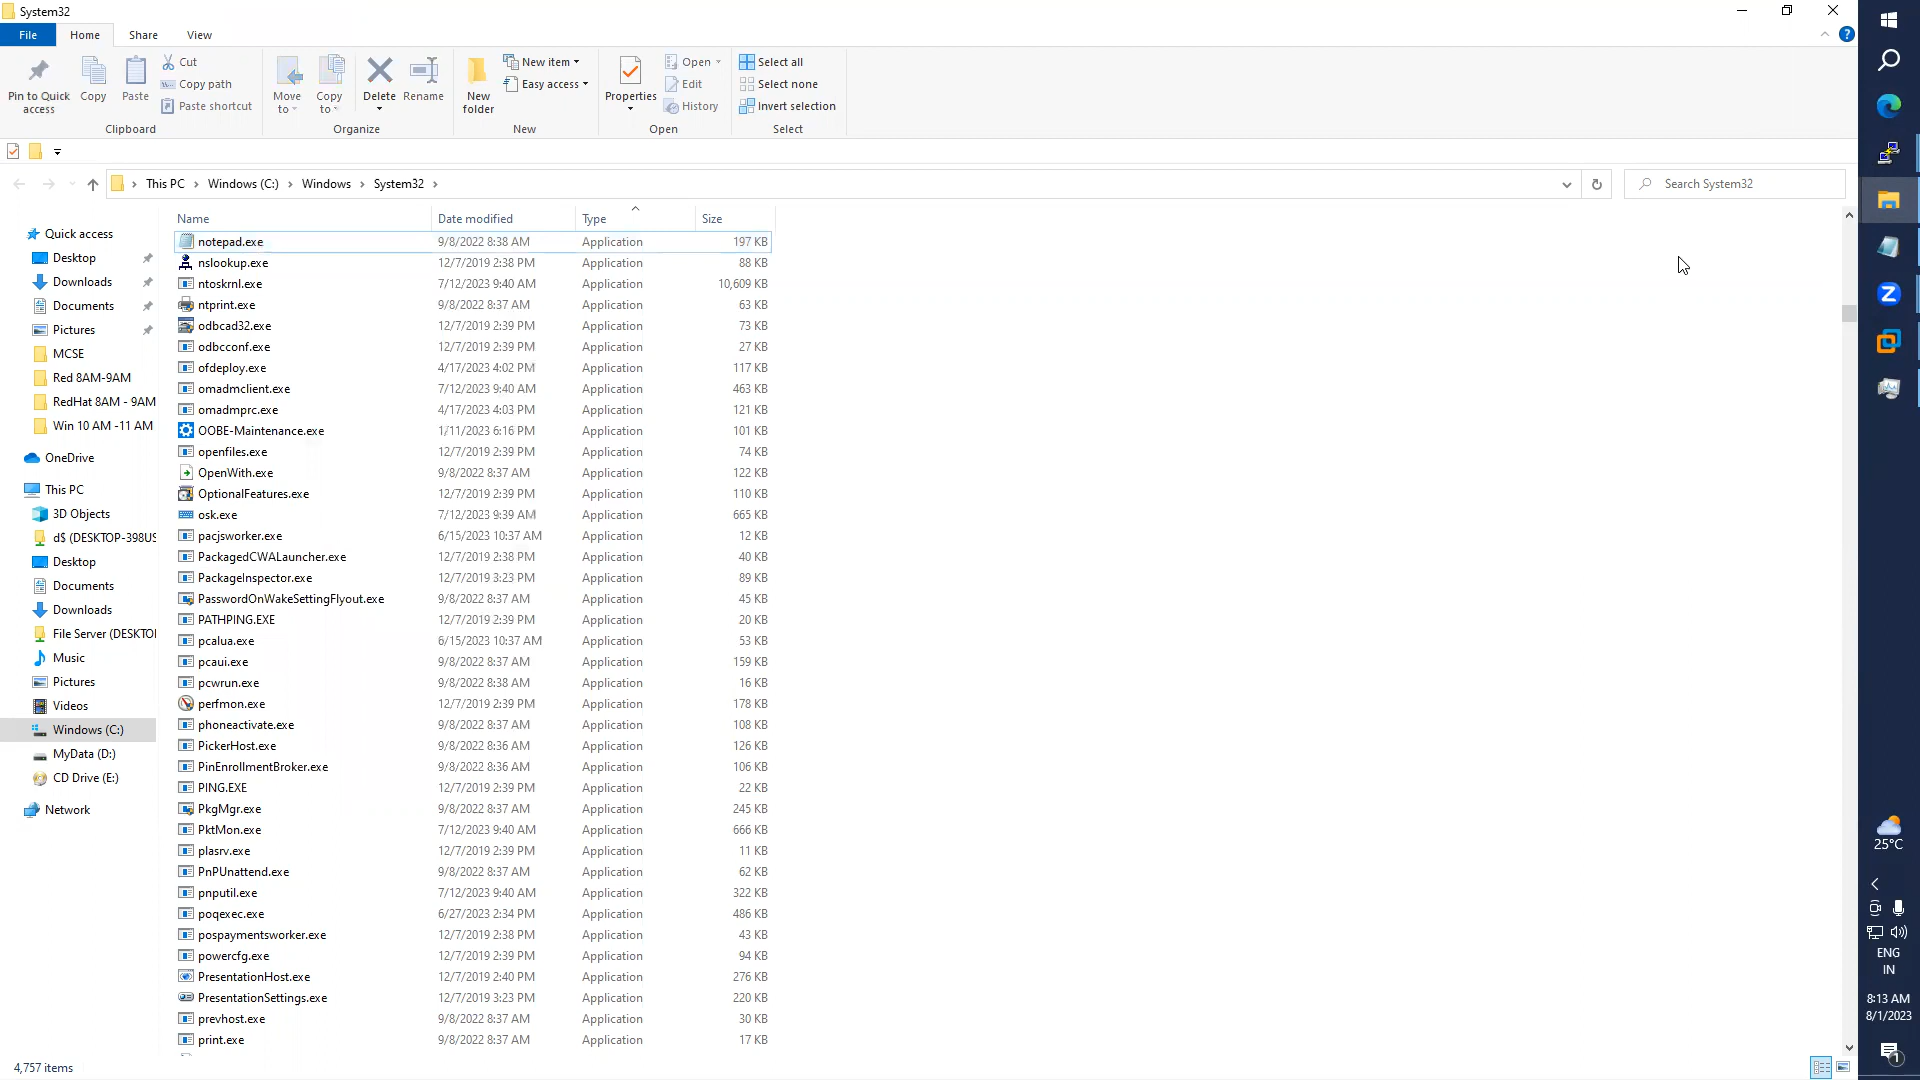 System32
File Home Share View
Pin to Quick access
Copy
Paste
Cut
Copy path
Paste shortcut
Clipboard
Move to
Copy to
Delete
Rename
Organize
New folder
New item
Easy access
New
Properties
Open
Edit
History
Open
Select all
Select none
Invert selection
Select
This PC Windows (C:) Windows System32
Search System32
Quick access
Desktop
Downloads
Documents
Pictures
MCSE
Red 8AM-9AM
RedHat 8AM - 9AM
Win 10 AM -11 AM
OneDrive
This PC
3D Objects
d$ (DESKTOP-398US
Desktop
Documents
Downloads
File Server (DESKTO
Music
Pictures
Videos
Windows (C:)
MyData (D:)
CD Drive (E:)
Network
Name Date modified Type Size
notepad.exe 9/8/2022 8:38 AM Application 197 KB
nslookup.exe 12/7/2019 2:38 PM Application 88 KB
ntoskrnl.exe 7/12/2023 9:40 AM Application 10,609 KB
ntprint.exe 9/8/2022 8:37 AM Application 63 KB
odbcad32.exe 12/7/2019 2:39 PM Application 73 KB
odbcconf.exe 12/7/2019 2:39 PM Application 27 KB
ofdeploy.exe 4/17/2023 4:02 PM Application 117 KB
omadmclient.exe 7/12/2023 9:40 AM Application 463 KB
omadmprc.exe 4/17/2023 4:03 PM Application 121 KB
OOBE-Maintenance.exe 1/11/2023 6:16 PM Application 101 KB
openfiles.exe 12/7/2019 2:39 PM Application 74 KB
OpenWith.exe 9/8/2022 8:37 AM Application 122 KB
OptionalFeatures.exe 12/7/2019 2:39 PM Application 110 KB
osk.exe 7/12/2023 9:39 AM Application 665 KB
pacjsworker.exe 6/15/2023 10:37 AM Application 12 KB
PackagedCWALauncher.exe 12/7/2019 2:38 PM Application 40 KB
PackageInspector.exe 12/7/2019 3:23 PM Application 89 KB
PasswordOnWakeSettingFlyout.exe 9/8/2022 8:37 AM Application 45 KB
PATHPING.EXE 12/7/2019 2:39 PM Application 20 KB
pcalua.exe 6/15/2023 10:37 AM Application 53 KB
pcaui.exe 9/8/2022 8:37 AM Application 159 KB
pcwrun.exe 9/8/2022 8:38 AM Application 16 KB
perfmon.exe 12/7/2019 2:39 PM Application 178 KB
phoneactivate.exe 9/8/2022 8:37 AM Application 108 KB
PickerHost.exe 9/8/2022 8:36 AM Application 126 KB
PinEnrollmentBroker.exe 9/8/2022 8:36 AM Application 106 KB
PING.EXE 12/7/2019 2:39 PM Application 22 KB
PkgMgr.exe 9/8/2022 8:37 AM Application 245 KB
PktMon.exe 7/12/2023 9:40 AM Application 666 KB
plasrv.exe 12/7/2019 2:39 PM Application 11 KB
PnPUnattend.exe 9/8/2022 8:37 AM Application 62 KB
pnputil.exe 7/12/2023 9:40 AM Application 322 KB
poqexec.exe 6/27/2023 2:34 PM Application 486 KB
pospaymentsworker.exe 12/7/2019 2:38 PM Application 43 KB
powercfg.exe 12/7/2019 2:39 PM Application 94 KB
PresentationHost.exe 12/7/2019 2:40 PM Application 276 KB
PresentationSettings.exe 12/7/2019 3:23 PM Application 220 KB
prevhost.exe 9/8/2022 8:37 AM Application 30 KB
print.exe 9/8/2022 8:37 AM Application 17 KB
4,757 items
25°C
ENG
IN
8:13 AM
8/1/2023
1